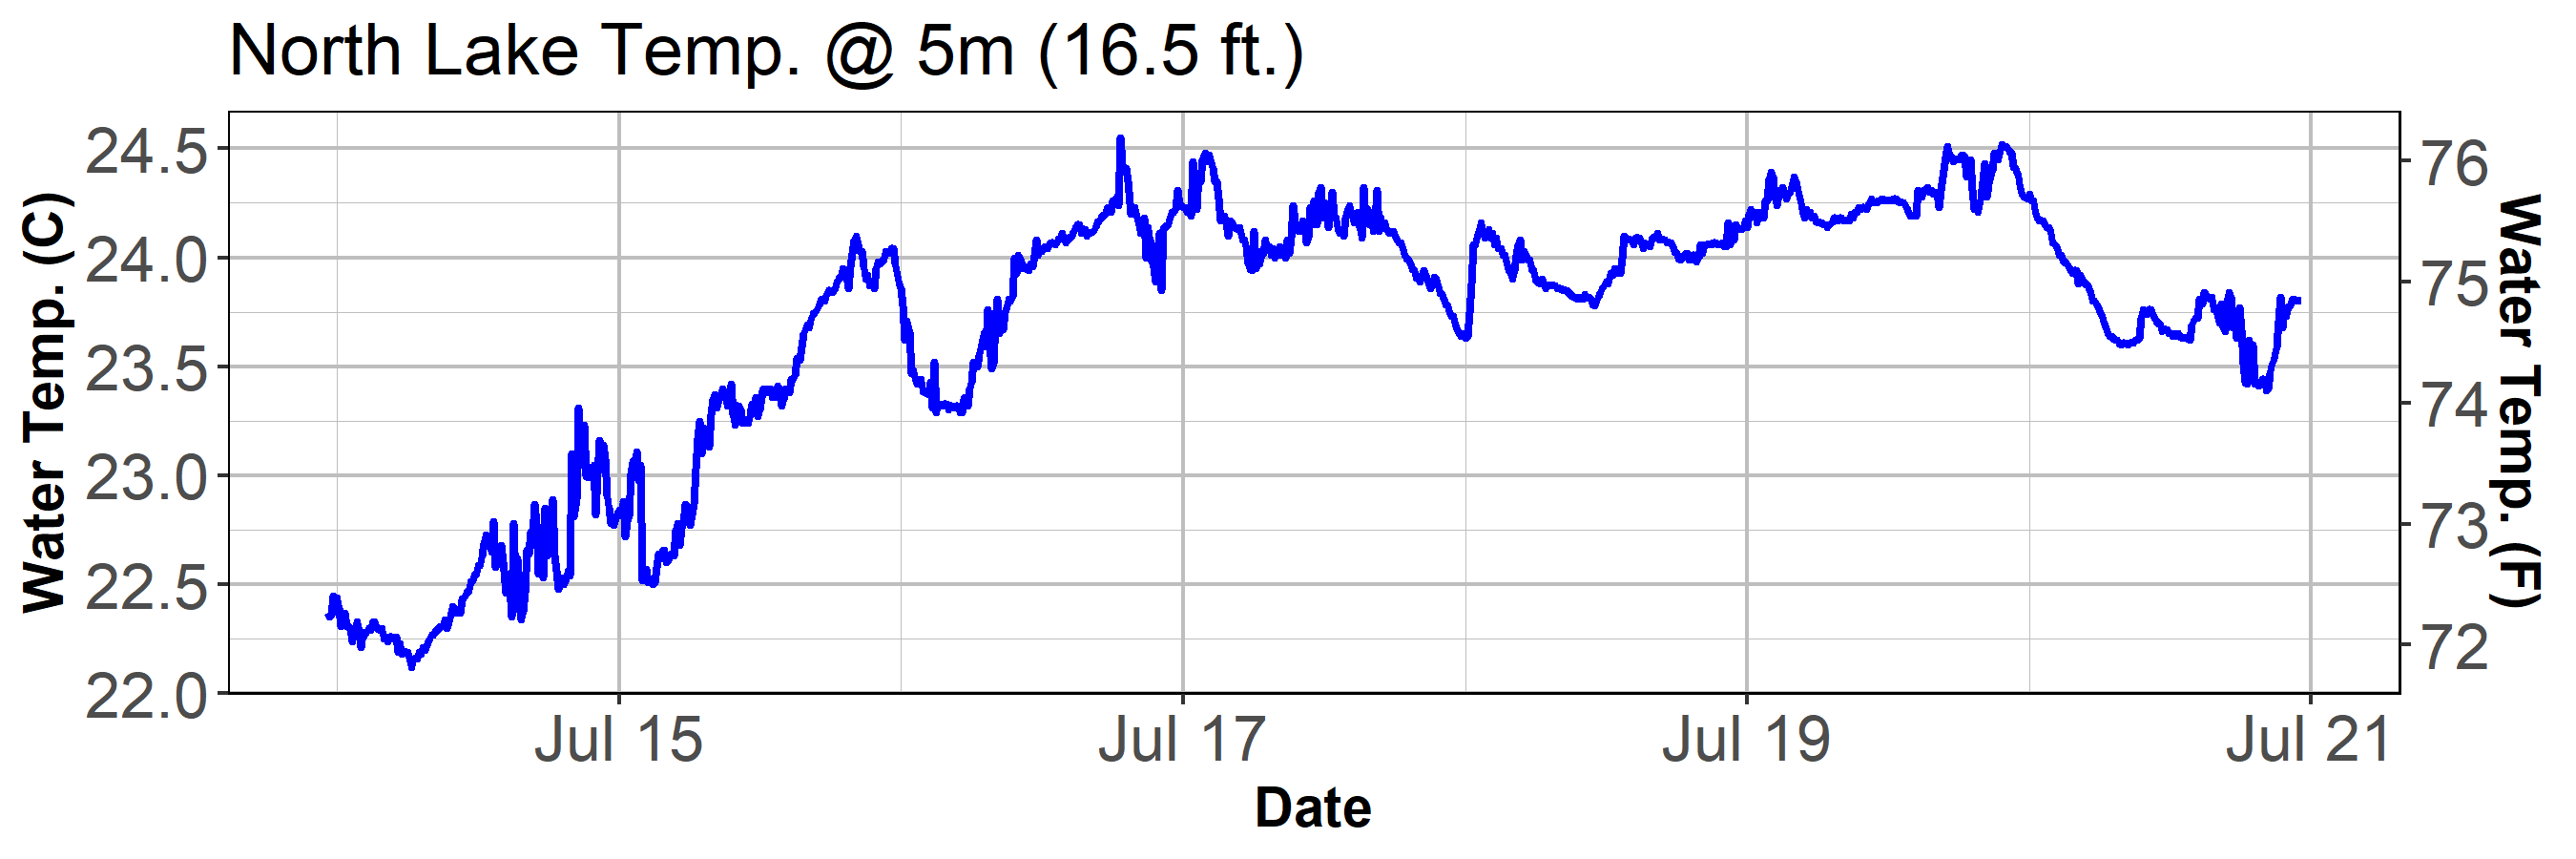 North Lake Temp. @ 5m (16.5 ft.)
Water Temp. (C)
24.5
24.0
23.5
23.0
22.5
22.0
76
75
74
73
72
Water Temp. (F)
Jul 15
Jul 17
Jul 19
Jul 21
Date